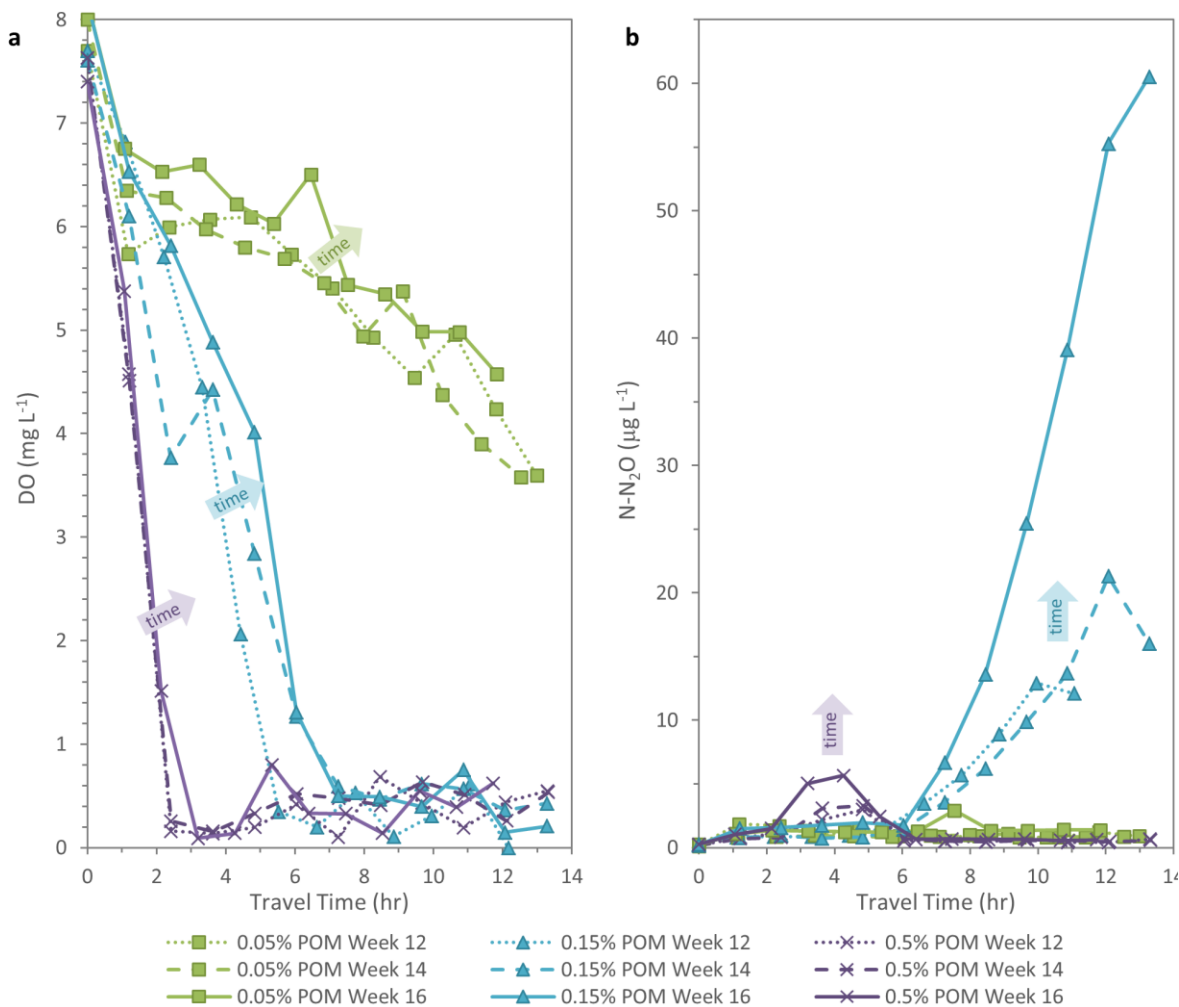 a
8
7
6
5
4
3
2
1
0
DO (mg L⁻¹)
time
time
time
0 2 4 6 8 10 12 14
Travel Time (hr)
b
60
50
40
30
20
10
0
N-N₂O (µg L⁻¹)
time
time
0 2 4 6 8 10 12 14
Travel Time (hr)
0.05% POM Week 12 0.15% POM Week 12 0.5% POM Week 12
0.05% POM Week 14 0.15% POM Week 14 0.5% POM Week 14
0.05% POM Week 16 0.15% POM Week 16 0.5% POM Week 16